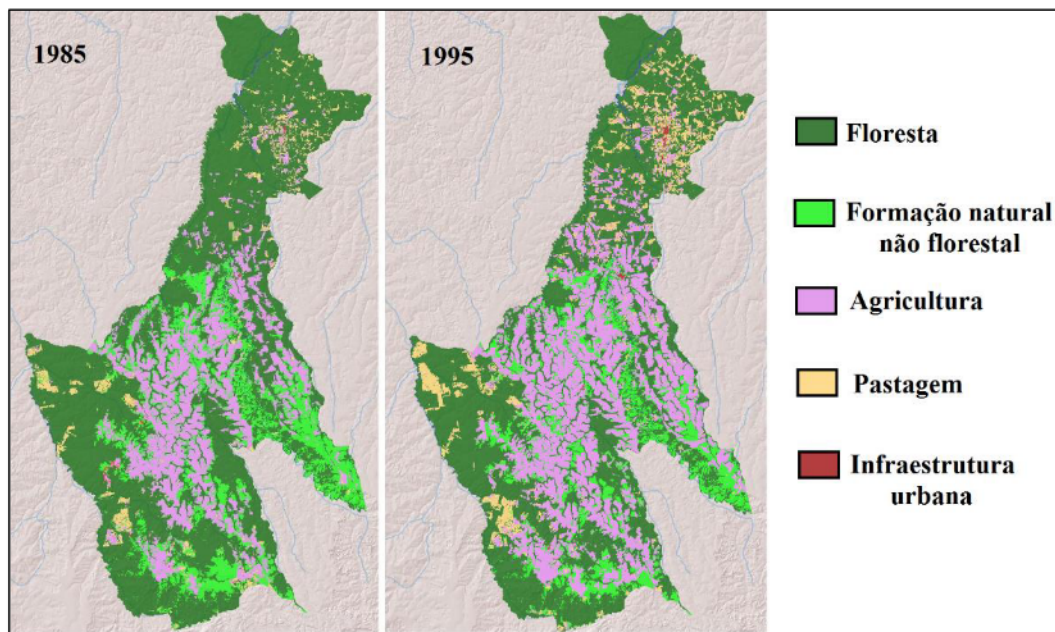 1985
1995
Floresta
Formação natural
não florestal
Agricultura
Pastagem
Infraestrutura
urbana